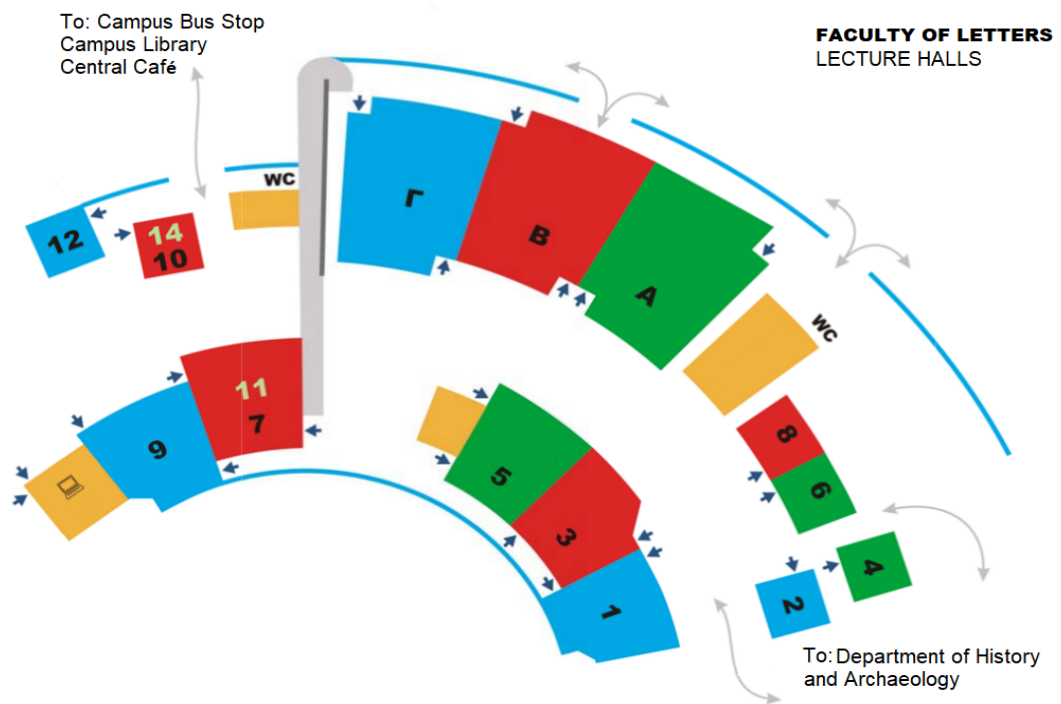 To: Campus Bus Stop
Campus Library
Central Café
FACULTY OF LETTERS
LECTURE HALLS
WC
Γ
B
A
12
14
10
WC
11
7
9
5
3
1
8
6
4
2
To: Department of History
and Archaeology